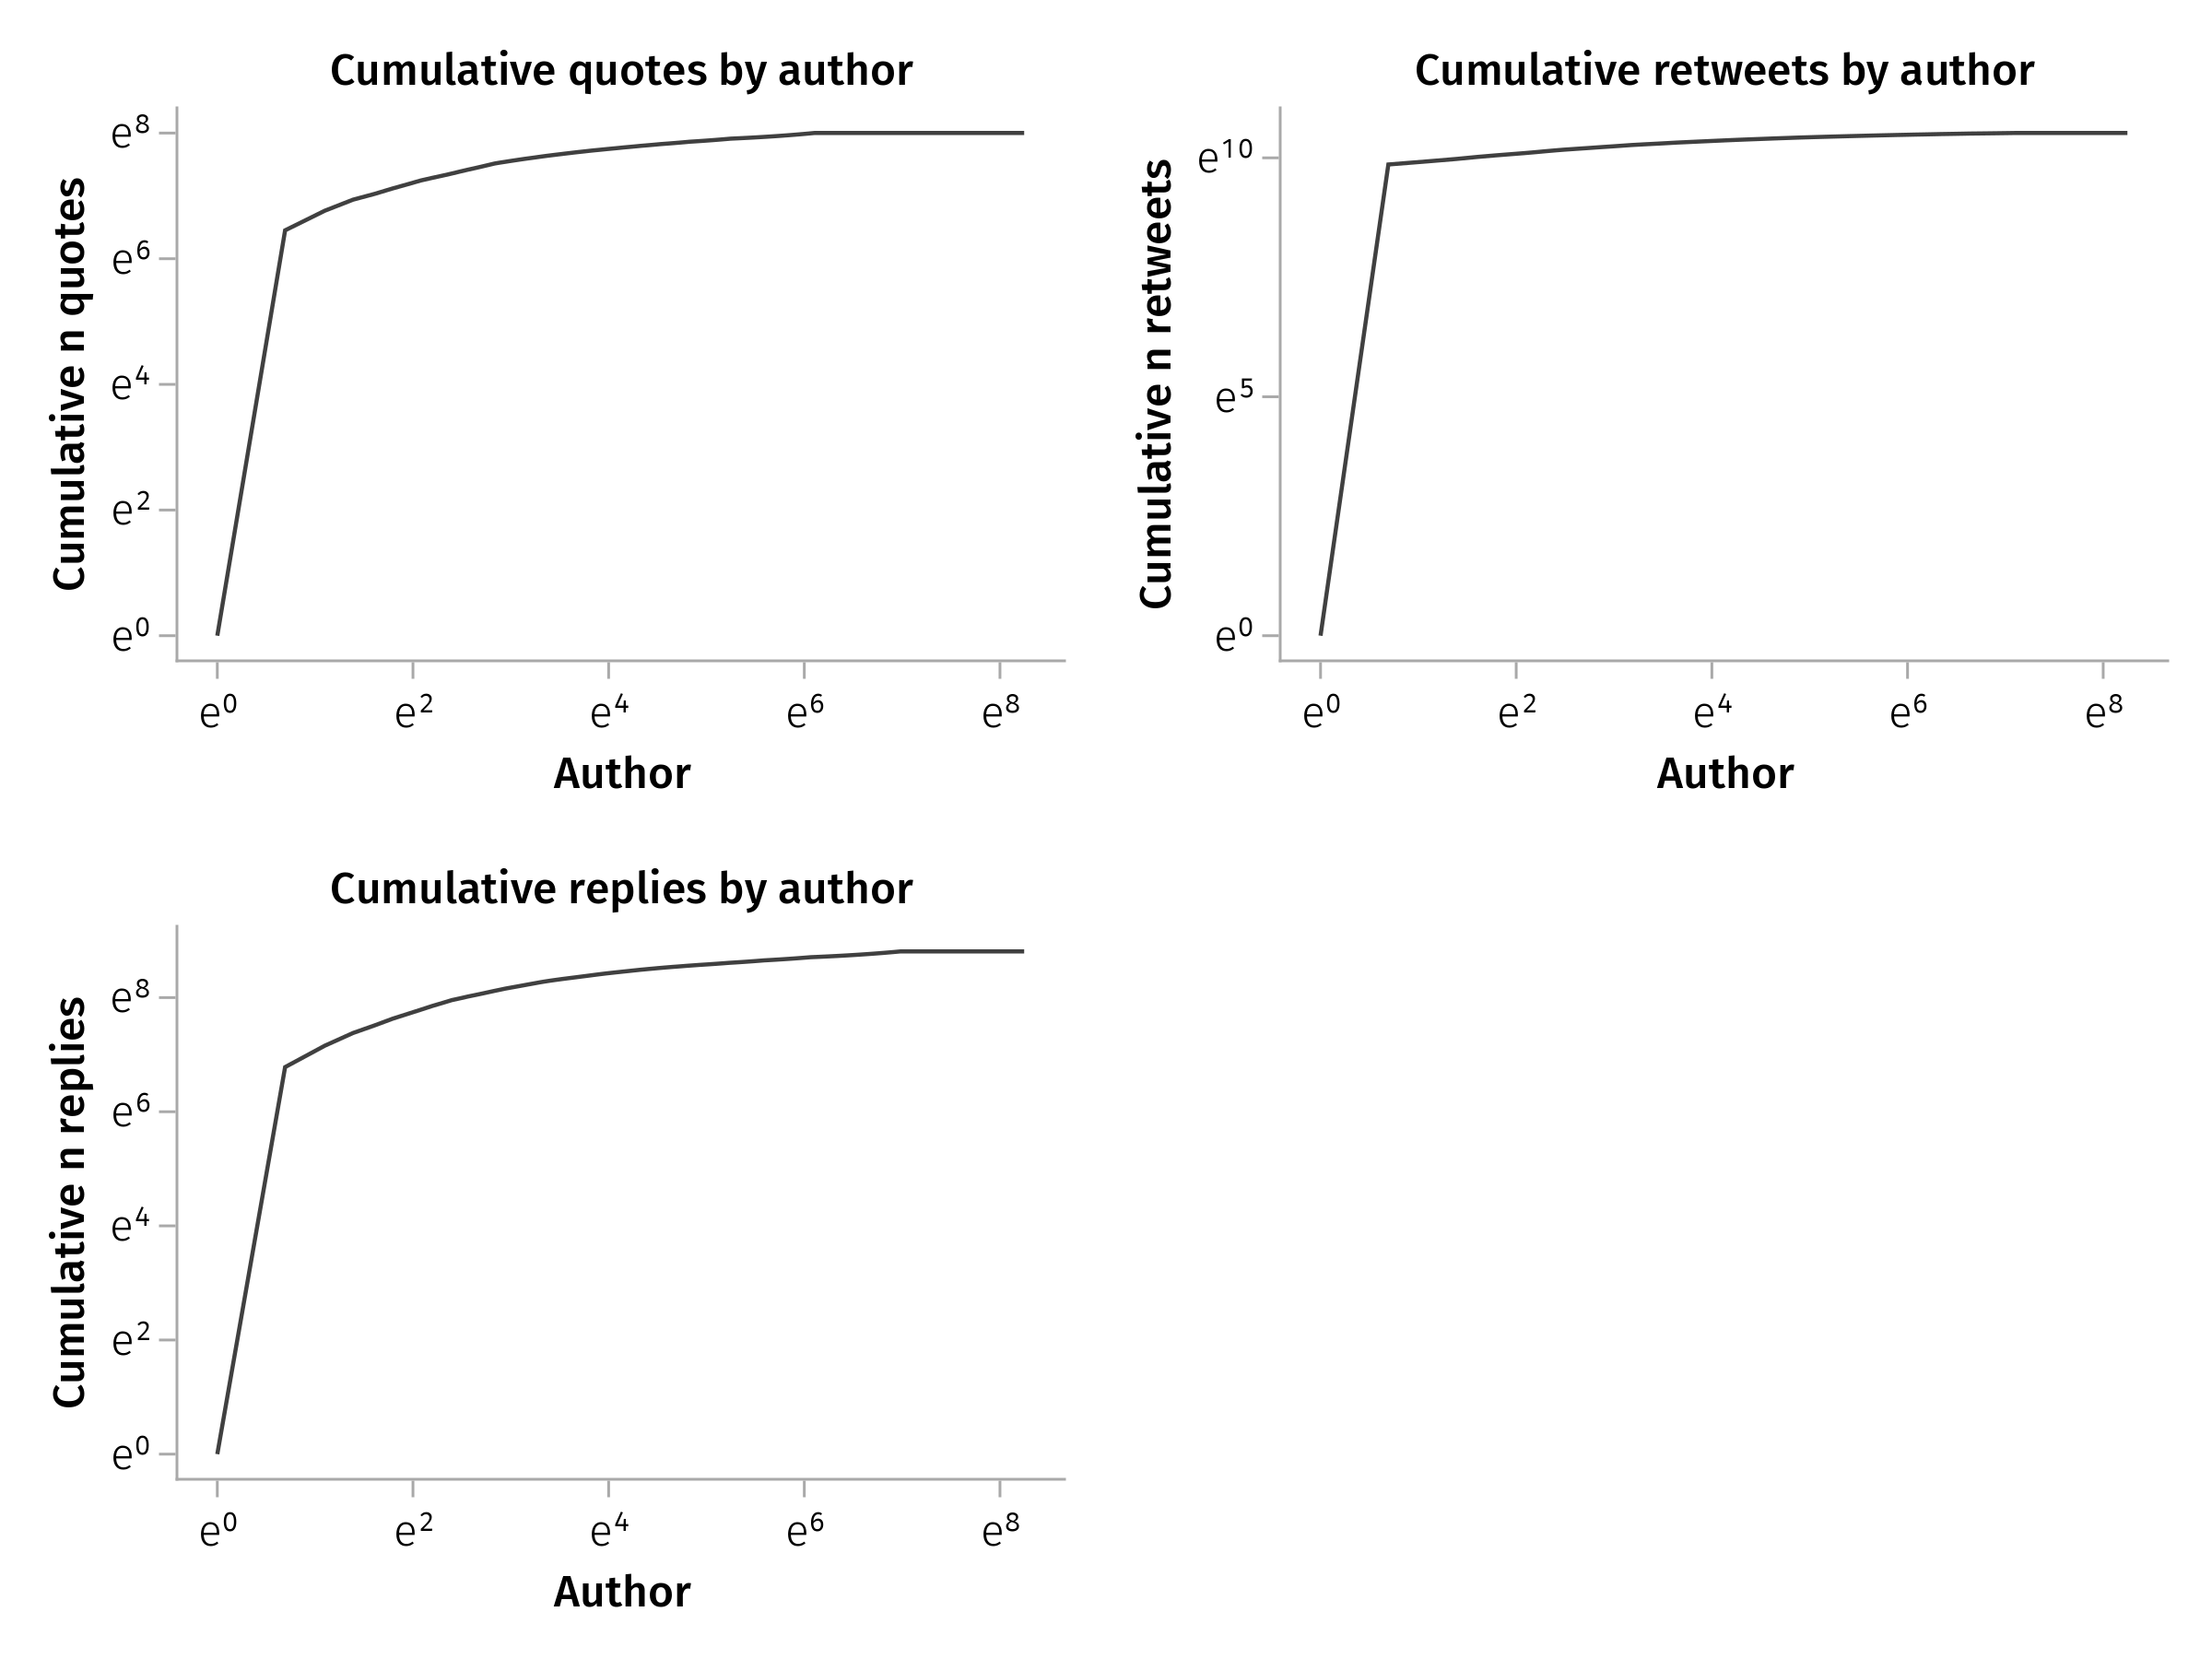 Cumulative quotes by author
Cumulative n quotes
e⁸
e⁶
e⁴
e²
e⁰
e⁰ e² e⁴ e⁶ e⁸
Author
Cumulative retweets by author
Cumulative n retweets
e¹⁰
e⁵
e⁰
e⁰ e² e⁴ e⁶ e⁸
Author
Cumulative replies by author
Cumulative n replies
e⁸
e⁶
e⁴
e²
e⁰
e⁰ e² e⁴ e⁶ e⁸
Author